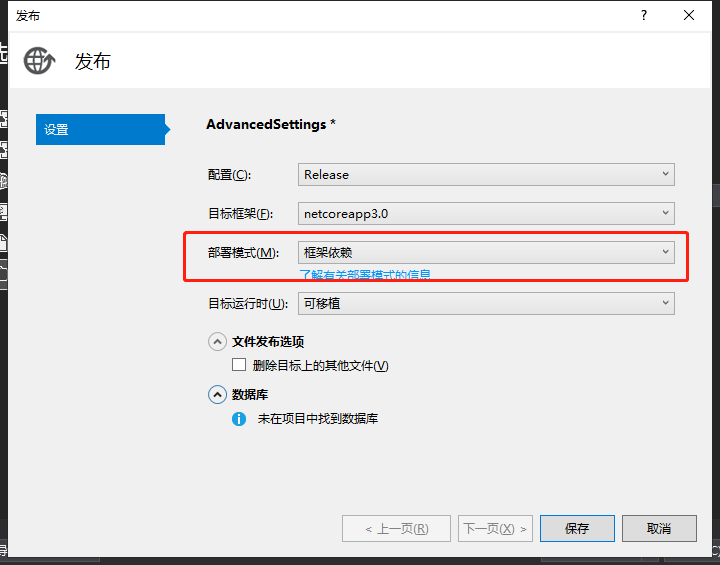 发布
?
发布
设置
AdvancedSettings *
配置(C):
Release
目标框架(F):
netcoreapp3.0
部署模式(M):
框架依赖
了解有关部署模式的信息
目标运行时(U):
可移植
文件发布选项
删除目标上的其他文件(V)
数据库
未在项目中找到数据库
< 上一页(R)
下一页(X) >
保存
取消